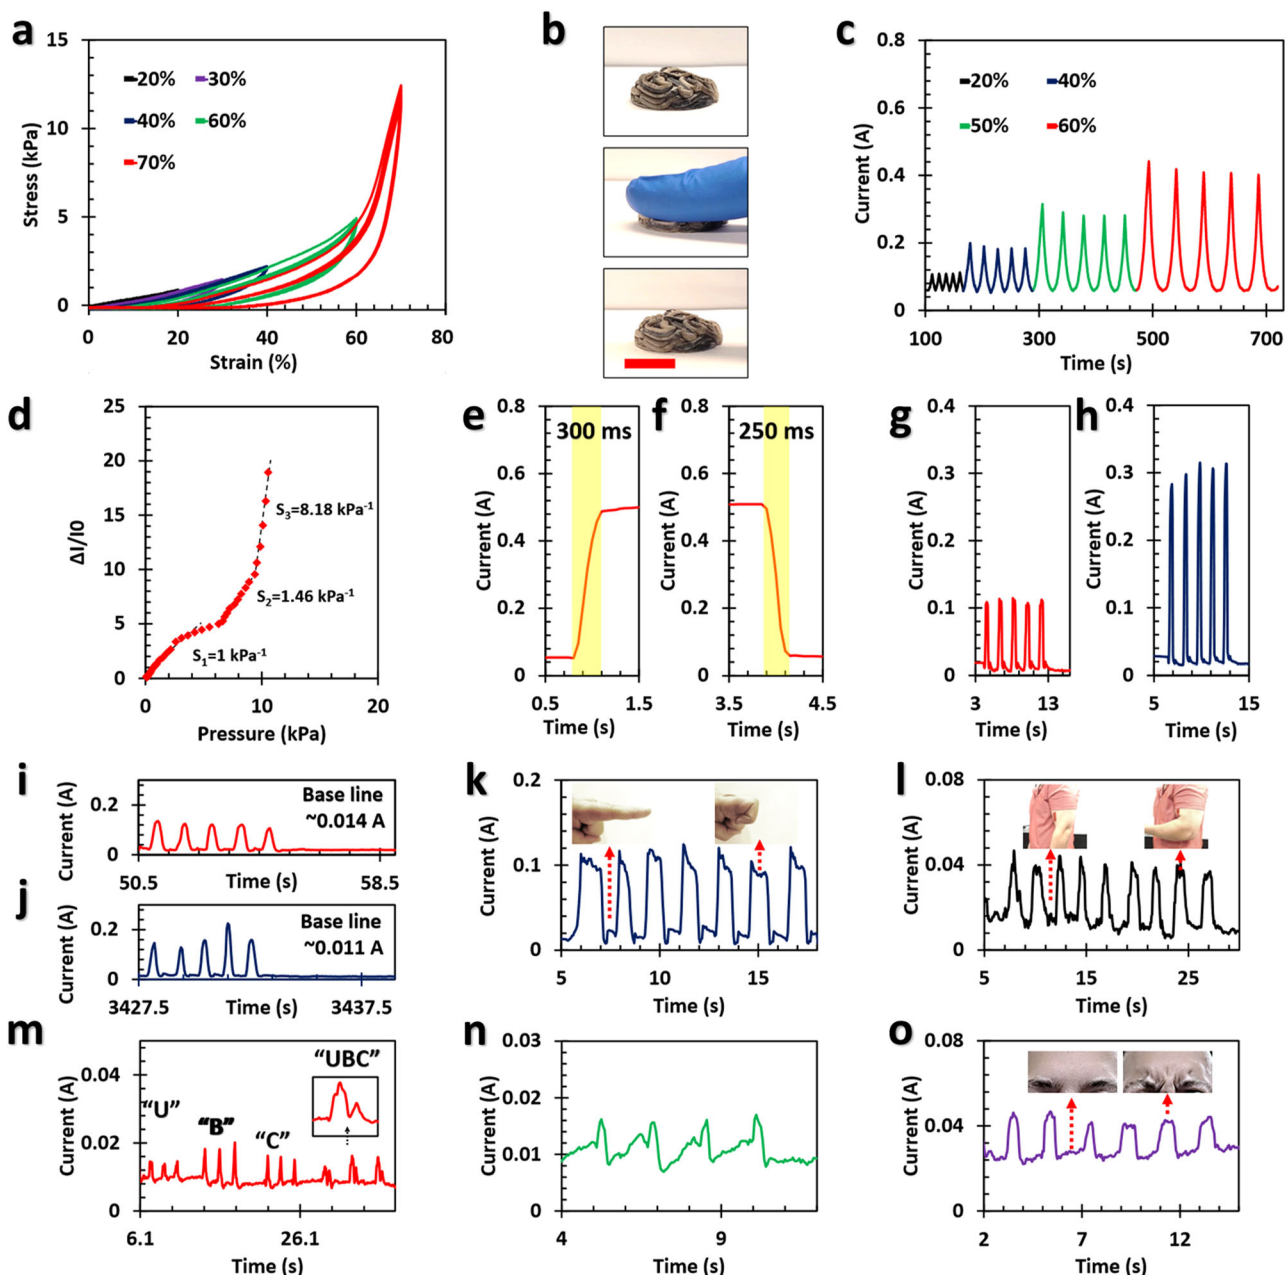 a
15
10
5
0
0
20
40
60
80
Stress (kPa)
Strain (%)
20%
30%
40%
60%
70%
b
c
0.8
0.6
0.4
0.2
0
100
300
500
700
Current (A)
Time (s)
20%
40%
50%
60%
d
25
20
15
10
5
0
0
10
20
ΔI/I0
Pressure (kPa)
S3=8.18 kPa-1
S2=1.46 kPa-1
S1=1 kPa-1
e
0.8
0.6
0.4
0.2
0
0.5
1.5
Current (A)
Time (s)
300 ms
f
0.8
0.6
0.4
0.2
0
3.5
4.5
Current (A)
Time (s)
250 ms
g
0.4
0.3
0.2
0.1
0
3
13
Current (A)
Time (s)
h
0.4
0.3
0.2
0.1
0
5
15
Current (A)
Time (s)
i
0.2
0
50.5
58.5
Current (A)
Time (s)
Base line
~0.014 A
j
0.2
0
3427.5
3437.5
Current (A)
Time (s)
Base line
~0.011 A
k
0.2
0.1
0
5
10
15
Current (A)
Time (s)
l
0.08
0.04
0
5
15
25
Current (A)
Time (s)
m
0.04
0.02
0
6.1
26.1
Current (A)
Time (s)
“U”
“B”
“C”
“UBC”
n
0.03
0.02
0.01
0
4
9
Current (A)
Time (s)
o
0.08
0.06
0.04
0.02
0
2
7
12
Current (A)
Time (s)